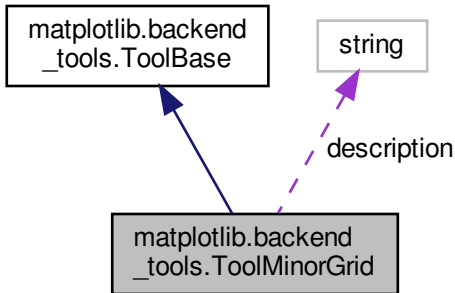 matplotlib.backend
_tools.ToolBase
string
description
matplotlib.backend
_tools.ToolMinorGrid